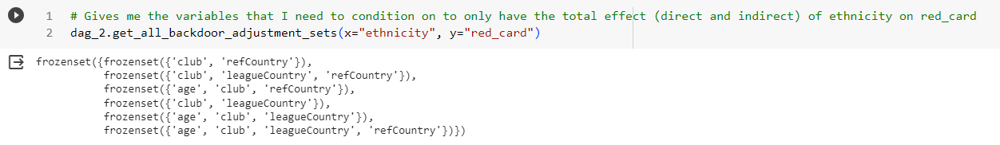 1 # Gives me the variables that I need to condition on to only have the total effect (direct and indirect) of ethnicity on red_card
2 dag_2.get_all_backdoor_adjustment_sets(x="ethnicity", y="red_card")
frozenset({frozenset({'club', 'refCountry'}),
frozenset({'club', 'leagueCountry', 'refCountry'}),
frozenset({'age', 'club', 'refCountry'}),
frozenset({'club', 'leagueCountry'}),
frozenset({'age', 'club', 'leagueCountry'}),
frozenset({'age', 'club', 'leagueCountry', 'refCountry'})})